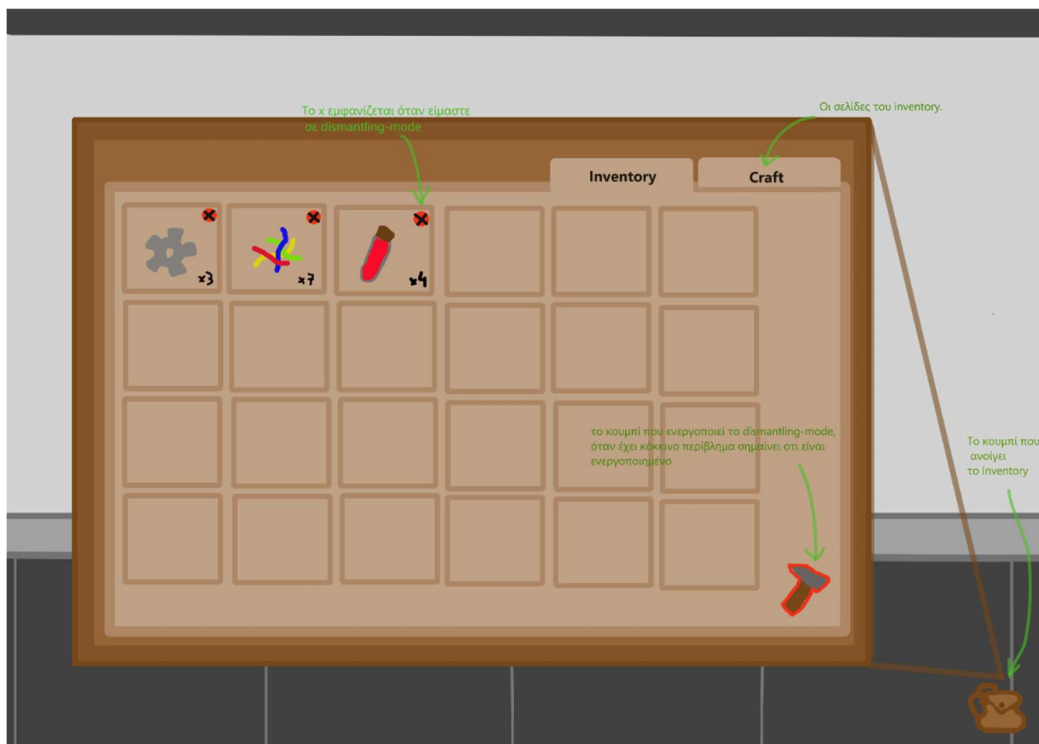 Το x εμφανίζεται όταν είμαστε
σε dismantling-mode
Οι σελίδες του inventory.
Inventory
Craft
x3
x7
x4
το κουμπί που ενεργοποιεί το dismantling-mode,
όταν έχει κόκκινο περίβλημα σημαίνει οτι είναι
ενεργοποιημένο
Το κουμπί που
ανοίγει
το Inventory